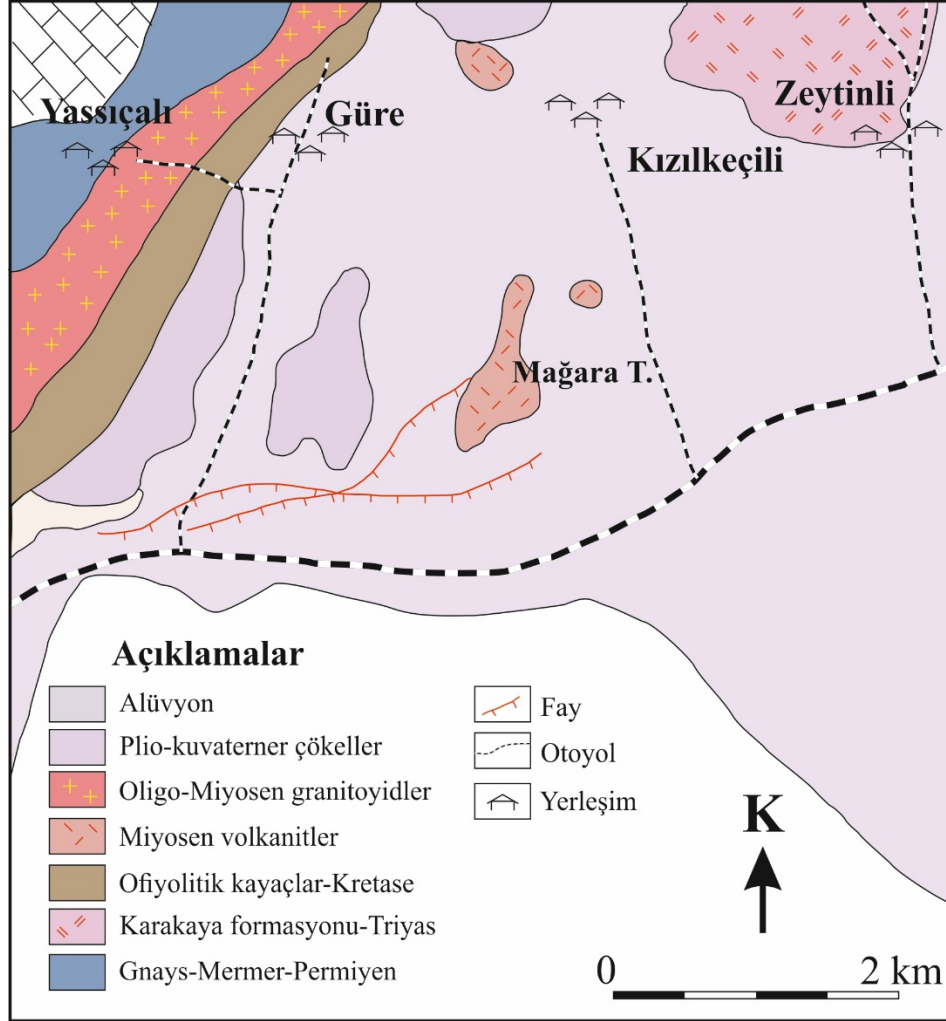 Yassıçalı
Güre
Zeytinli
Kızılkeçili
Mağara T.
Açıklamalar
Alüvyon
Plio-kuvaterner çökeller
Oligo-Miyosen granitoyidler
Miyosen volkanitler
Ofiyolitik kayaçlar-Kretase
Karakaya formasyonu-Triyas
Gnays-Mermer-Permiyen
Fay
Otoyol
Yerleşim
K
0 2 km